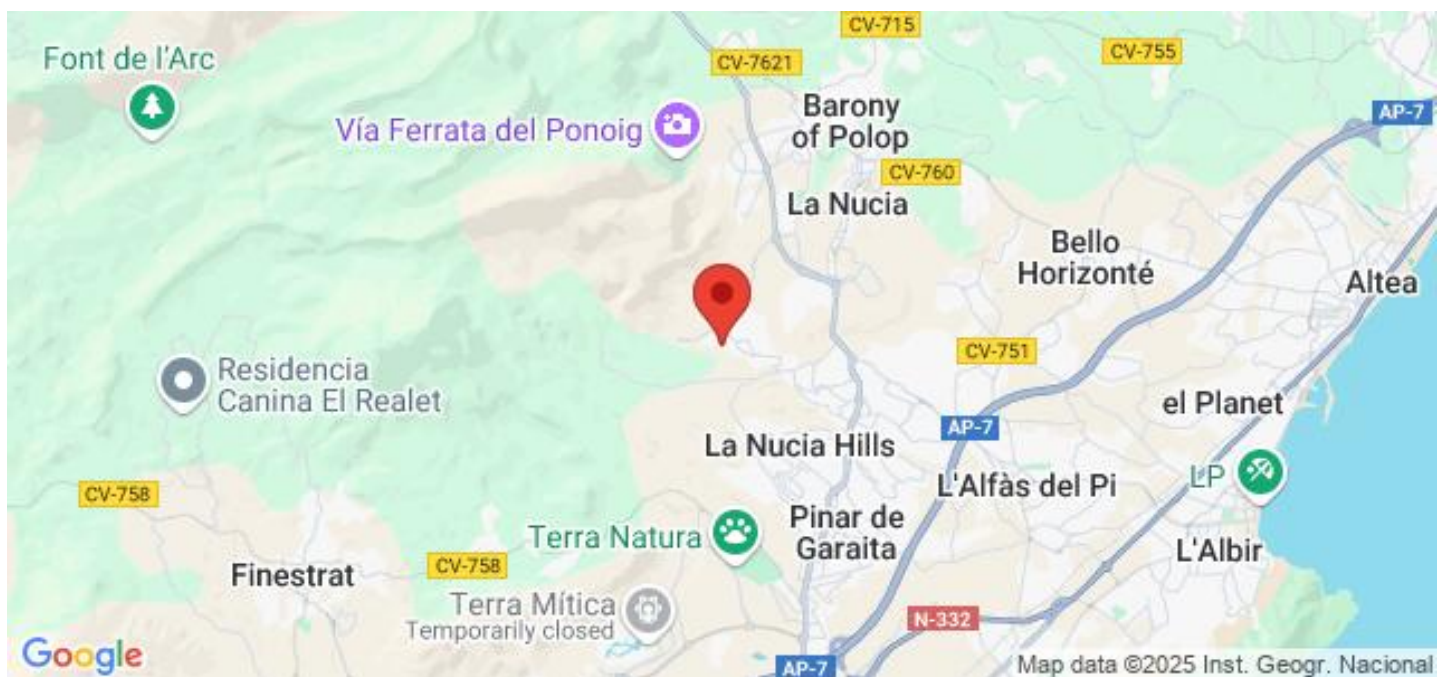 CV-715
CV-755
Font de l'Arc
CV-7621
Barony
of Polop
AP-7
Vía Ferrata del Ponoig
CV-760
La Nucia
Bello
Horizonté
Altea
CV-751
Residencia
Canina El Realet
el Planet
AP-7
La Nucia Hills
LP
L'Alfàs del Pi
CV-758
Pinar de
Garaita
Terra Natura
L'Albir
Finestrat
CV-758
Terra Mítica
Temporarily closed
N-332
Google
AP-7
Map data ©2025 Inst. Geogr. Nacional